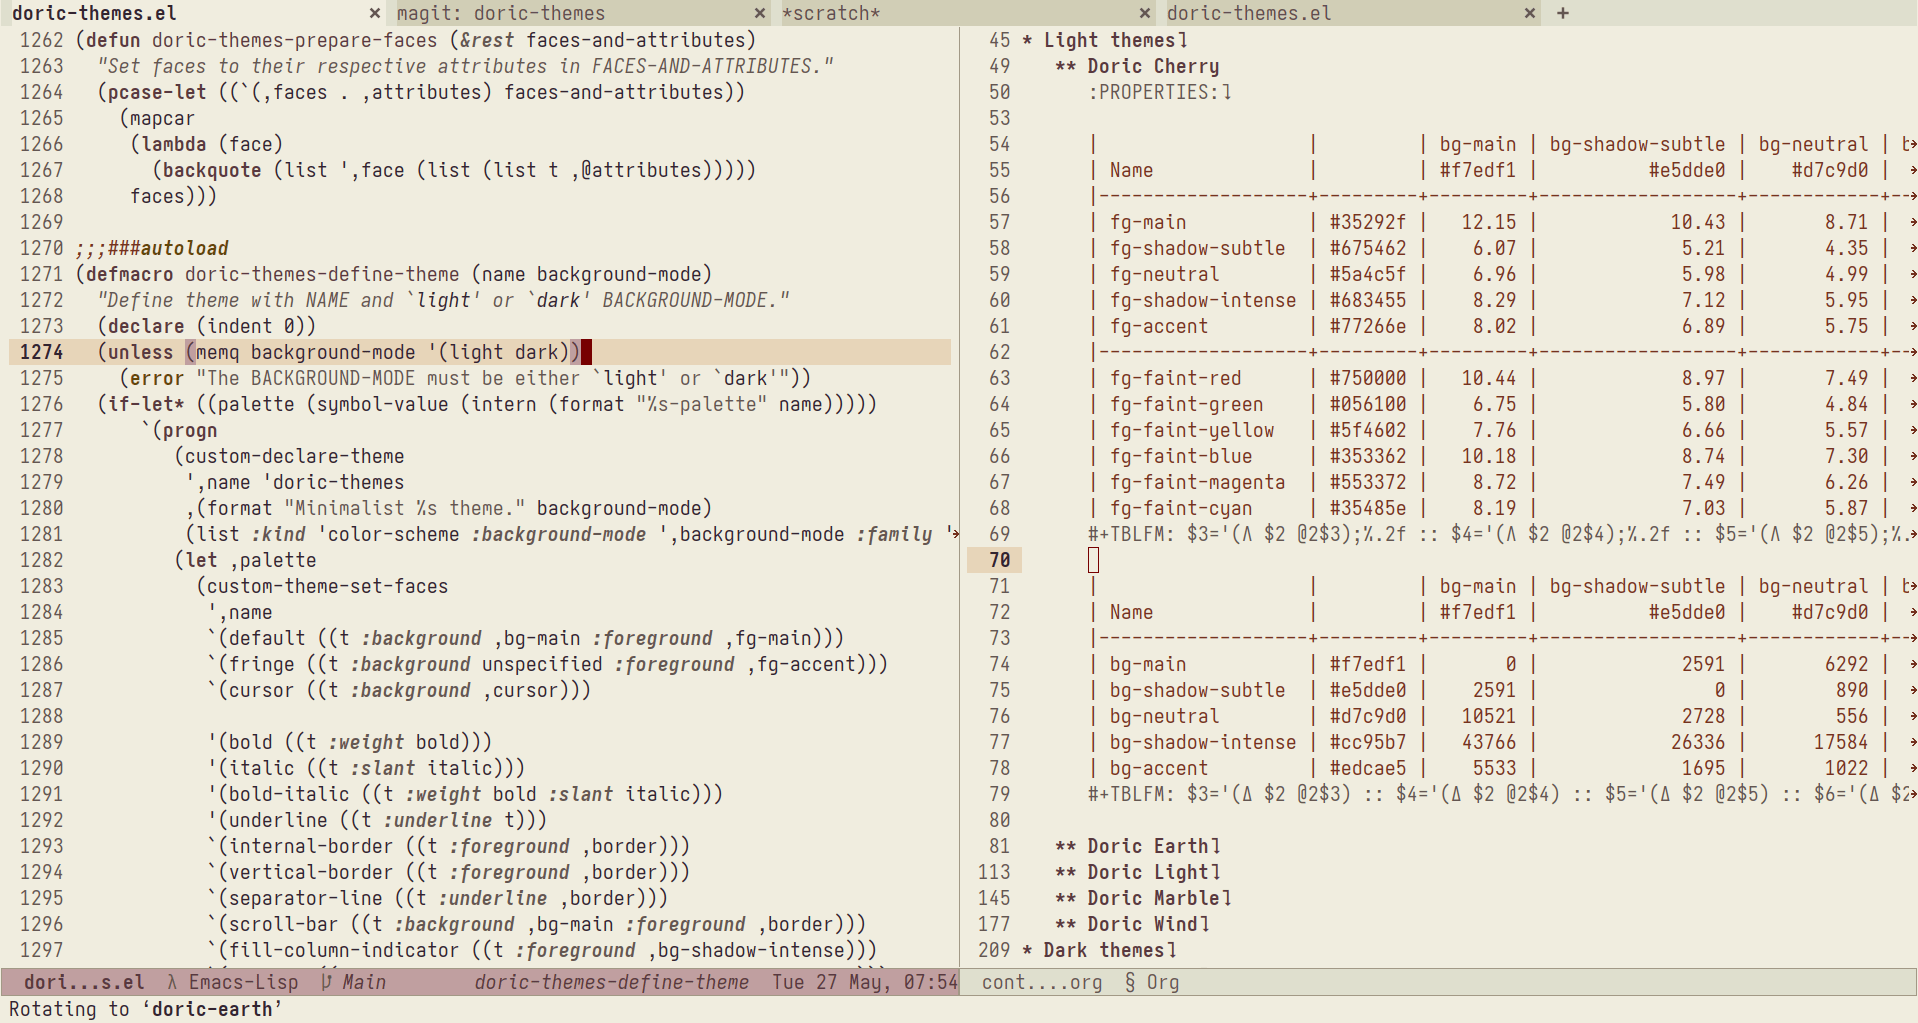 doric-themes.el × magit: doric-themes × *scratch* × doric-themes.el × +
1262 (defun doric-themes-prepare-faces (&rest faces-and-attributes)
1263   "Set faces to their respective attributes in FACES-AND-ATTRIBUTES."
1264   (pcase-let ((`(,faces . ,attributes) faces-and-attributes))
1265     (mapcar
1266      (lambda (face)
1267        (backquote (list ',face (list (list t ,@attributes)))))
1268      faces)))
1269
1270 ;;;###autoload
1271 (defmacro doric-themes-define-theme (name background-mode)
1272   "Define theme with NAME and `light' or `dark' BACKGROUND-MODE."
1273   (declare (indent 0))
1274   (unless (memq background-mode '(light dark))
1275     (error "The BACKGROUND-MODE must be either `light' or `dark'"))
1276   (if-let* ((palette (symbol-value (intern (format "%s-palette" name)))))
1277       `(progn
1278          (custom-declare-theme
1279           ',name 'doric-themes
1280           ,(format "Minimalist %s theme." background-mode)
1281           (list :kind 'color-scheme :background-mode ',background-mode :family '→
1282          (let ,palette
1283            (custom-theme-set-faces
1284             ',name
1285             `(default ((t :background ,bg-main :foreground ,fg-main)))
1286             `(fringe ((t :background unspecified :foreground ,fg-accent)))
1287             `(cursor ((t :background ,cursor)))
1288
1289             '(bold ((t :weight bold)))
1290             '(italic ((t :slant italic)))
1291             '(bold-italic ((t :weight bold :slant italic)))
1292             '(underline ((t :underline t)))
1293             `(internal-border ((t :foreground ,border)))
1294             `(vertical-border ((t :foreground ,border)))
1295             `(separator-line ((t :underline ,border)))
1296             `(scroll-bar ((t :background ,bg-main :foreground ,border)))
1297             `(fill-column-indicator ((t :foreground ,bg-shadow-intense)))
dori...s.el λ Emacs-Lisp Main doric-themes-define-theme Tue 27 May, 07:54
45 * Light themes⤵
49    ** Doric Cherry
50       :PROPERTIES:⤵
53
54       |                   |         | bg-main | bg-shadow-subtle | bg-neutral | b→
55       | Name              |         | #f7edf1 |          #e5dde0 |    #d7c9d0 | →
56       |-------------------+---------+---------+------------------+------------+--→
57       | fg-main           | #35292f |   12.15 |            10.43 |       8.71 | →
58       | fg-shadow-subtle  | #675462 |    6.07 |             5.21 |       4.35 | →
59       | fg-neutral        | #5a4c5f |    6.96 |             5.98 |       4.99 | →
60       | fg-shadow-intense | #683455 |    8.29 |             7.12 |       5.95 | →
61       | fg-accent         | #77266e |    8.02 |             6.89 |       5.75 | →
62       |-------------------+---------+---------+------------------+------------+--→
63       | fg-faint-red      | #750000 |   10.44 |             8.97 |       7.49 | →
64       | fg-faint-green    | #056100 |    6.75 |             5.80 |       4.84 | →
65       | fg-faint-yellow   | #5f4602 |    7.76 |             6.66 |       5.57 | →
66       | fg-faint-blue     | #353362 |   10.18 |             8.74 |       7.30 | →
67       | fg-faint-magenta  | #553372 |    8.72 |             7.49 |       6.26 | →
68       | fg-faint-cyan     | #35485e |    8.19 |             7.03 |       5.87 | →
69       #+TBLFM: $3='(Λ $2 @2$3);%.2f :: $4='(Λ $2 @2$4);%.2f :: $5='(Λ $2 @2$5);%.→
70
71       |                   |         | bg-main | bg-shadow-subtle | bg-neutral | b→
72       | Name              |         | #f7edf1 |          #e5dde0 |    #d7c9d0 | →
73       |-------------------+---------+---------+------------------+------------+--→
74       | bg-main           | #f7edf1 |       0 |             2591 |       6292 | →
75       | bg-shadow-subtle  | #e5dde0 |    2591 |                0 |        890 | →
76       | bg-neutral        | #d7c9d0 |   10521 |             2728 |        556 | →
77       | bg-shadow-intense | #cc95b7 |   43766 |            26336 |      17584 | →
78       | bg-accent         | #edcae5 |    5533 |             1695 |       1022 | →
79       #+TBLFM: $3='(Δ $2 @2$3) :: $4='(Δ $2 @2$4) :: $5='(Δ $2 @2$5) :: $6='(Δ $2→
80
81    ** Doric Earth⤵
113    ** Doric Light⤵
145    ** Doric Marble⤵
177    ** Doric Wind⤵
209 * Dark themes⤵
cont....org § Org
Rotating to ‘doric-earth’